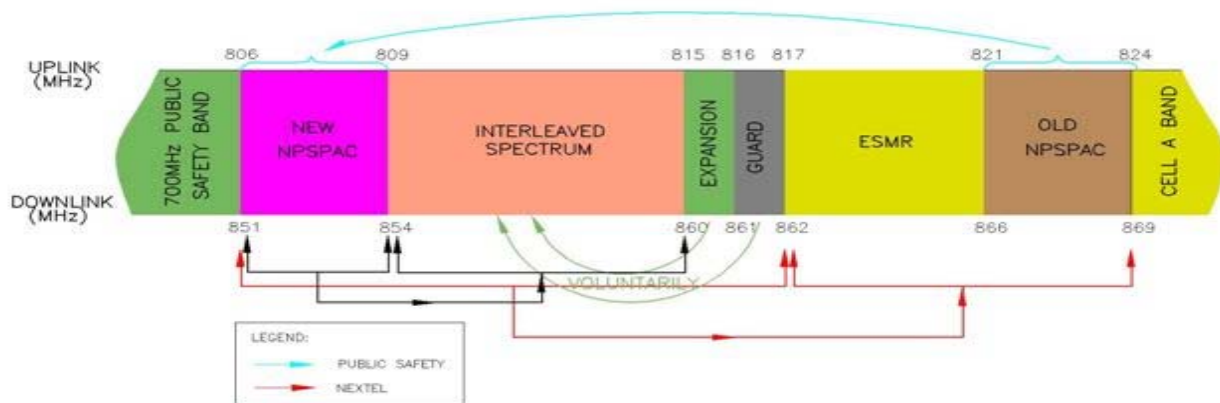 806 809 815 816 817 821 824
UPLINK
(MHz)
700MHz PUBLIC
SAFETY BAND
NEW
NPSPAC
INTERLEAVED
SPECTRUM
EXPANSION
GUARD
ESMR
OLD
NPSPAC
CELL A BAND
DOWNLINK
(MHz)
851 854 860 861 862 866 869
VOLUNTARILY
LEGEND:
PUBLIC SAFETY
NEXTEL